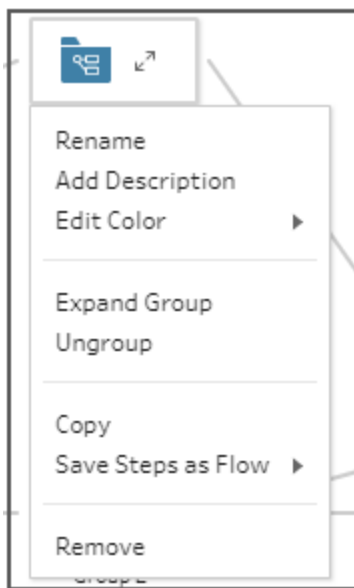 Rename
Add Description
Edit Color
Expand Group
Ungroup
Copy
Save Steps as Flow
Remove